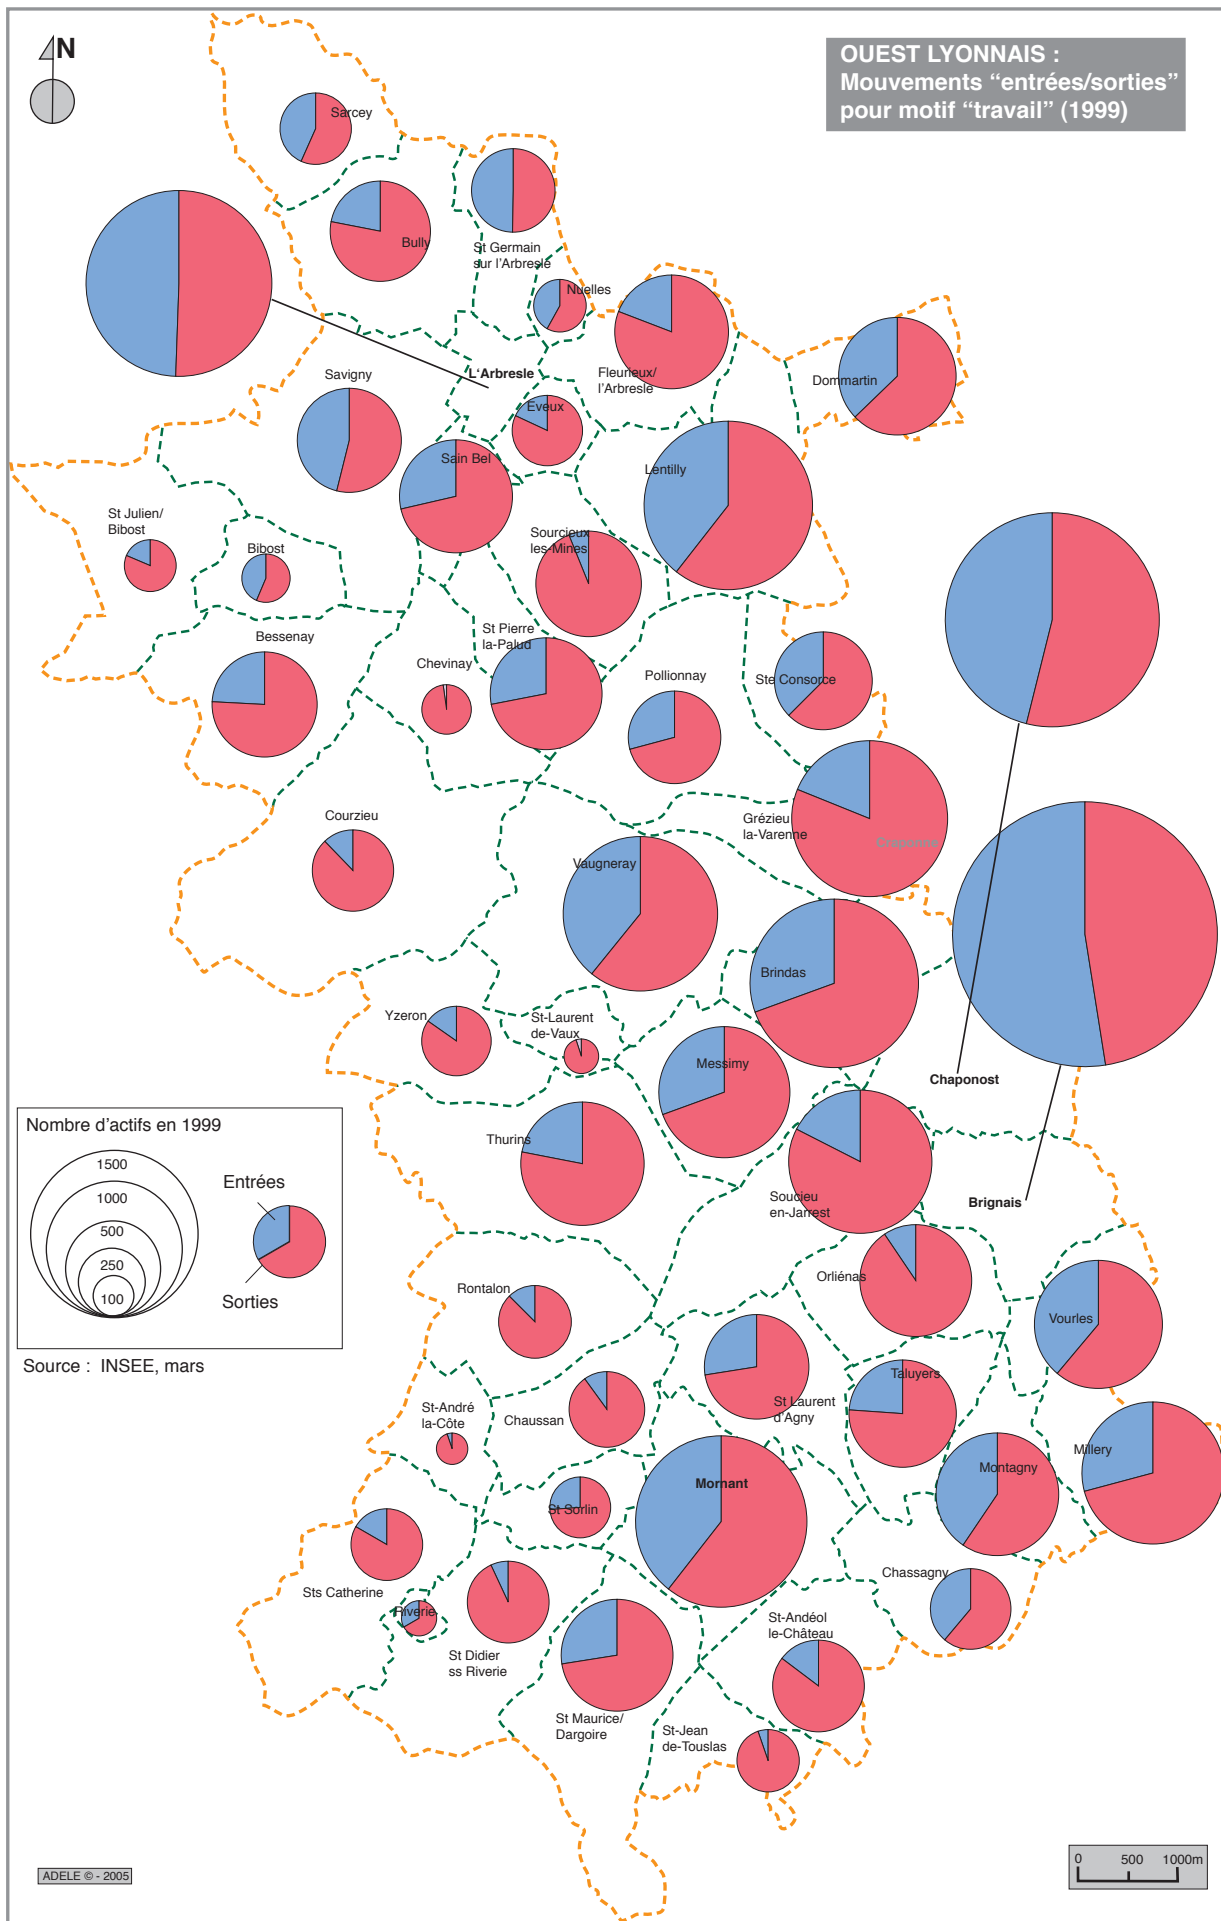 N
OUEST LYONNAIS :
Mouvements “entrées/sorties”
pour motif “travail” (1999)
Sarcey
Bully
St Germain
sur l'Arbresle
Nuelles
Fleurieux/
l'Arbresle
Dommartin
L'Arbresle
Savigny
Eveux
Sain Bel
Lentilly
St Julien/
Bibost
Bibost
Sourcieux
les-Mines
Bessenay
Chevinay
St Pierre
la-Palud
Pollionnay
Ste Consorce
Courzieu
Grézieu
la-Varenne
Craponne
Vaugneray
Brindas
Yzeron
St-Laurent
de-Vaux
Messimy
Chaponost
Thurins
Soucieu
en-Jarrest
Brignais
Nombre d'actifs en 1999
1500
1000
500
250
100
Entrées
Sorties
Source : INSEE, mars
Orliénas
Rontalon
Vourles
St-André
la-Côte
Chaussan
St Laurent
d'Agny
Taluyers
Millery
Montagny
Mornant
St Sorlin
Sts Catherine
Riverie
St Didier
ss Riverie
Chassagny
St-Andéol
le-Château
St Maurice/
Dargoire
St-Jean
de-Touslas
ADELE © - 2005
0 500 1000m